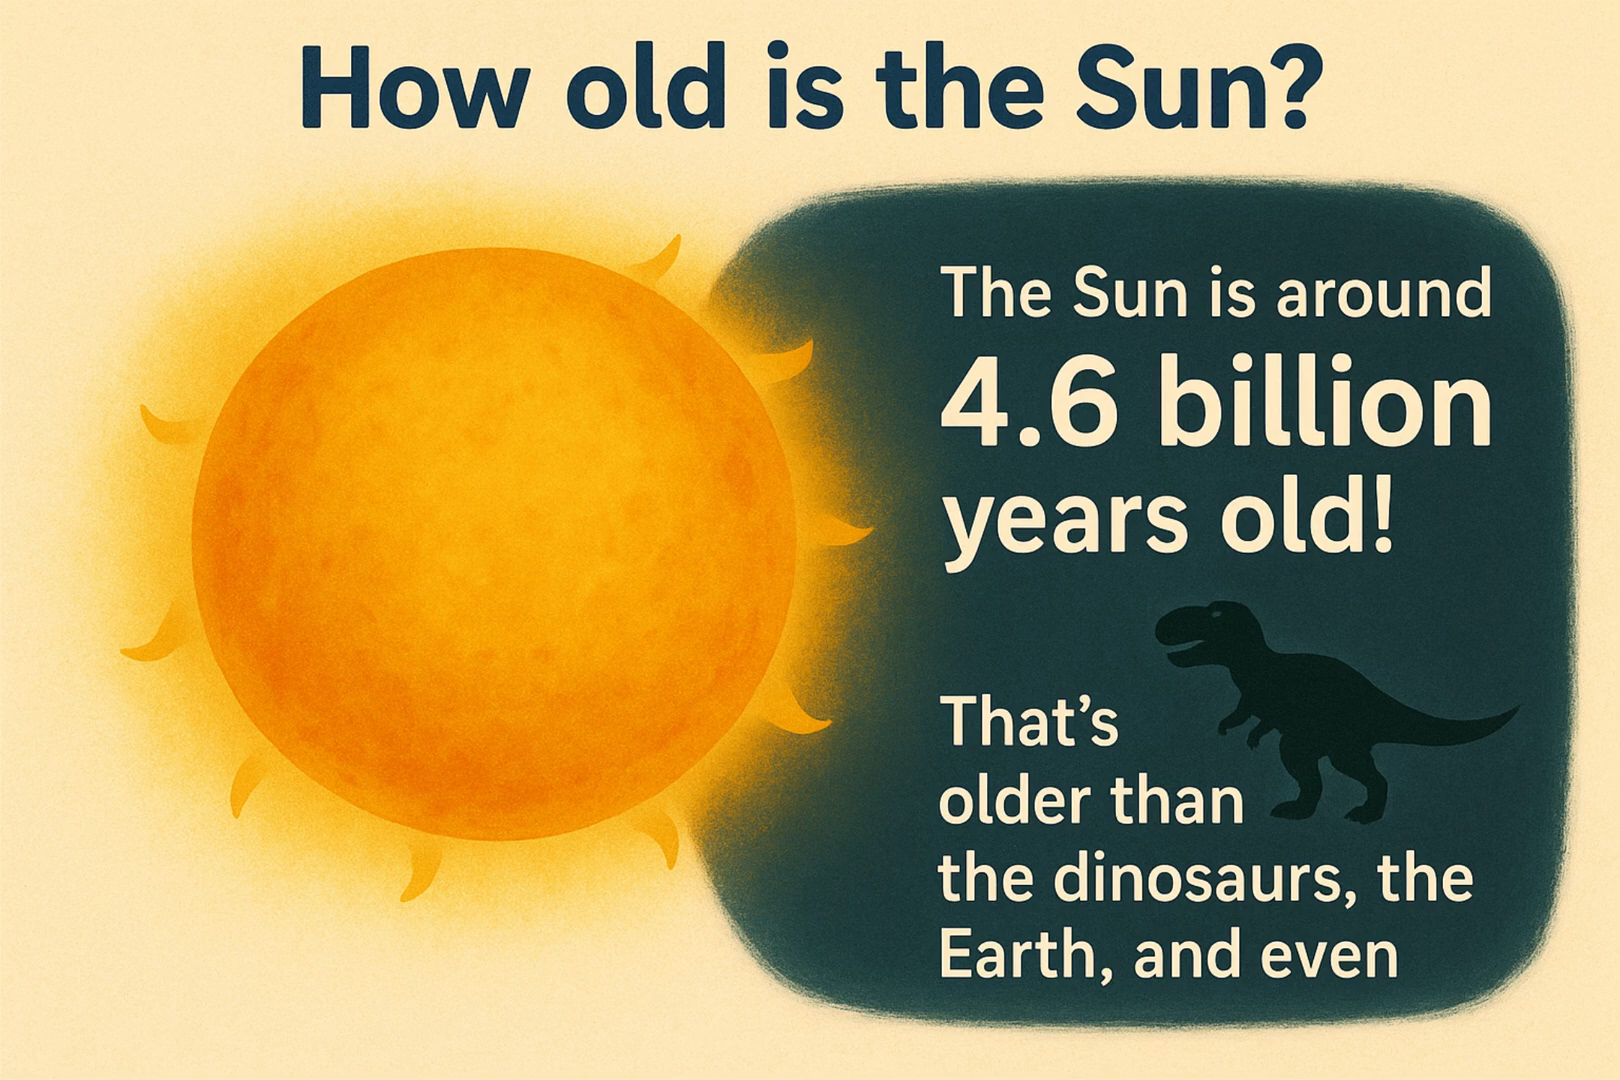 How old is the Sun?
The Sun is around
4.6 billion
years old!
That’s
older than
the dinosaurs, the
Earth, and even